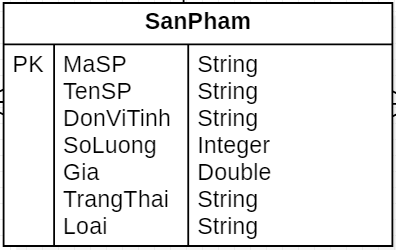 SanPham
PK MaSP String
TenSP String
DonViTinh String
SoLuong Integer
Gia Double
TrangThai String
Loai String